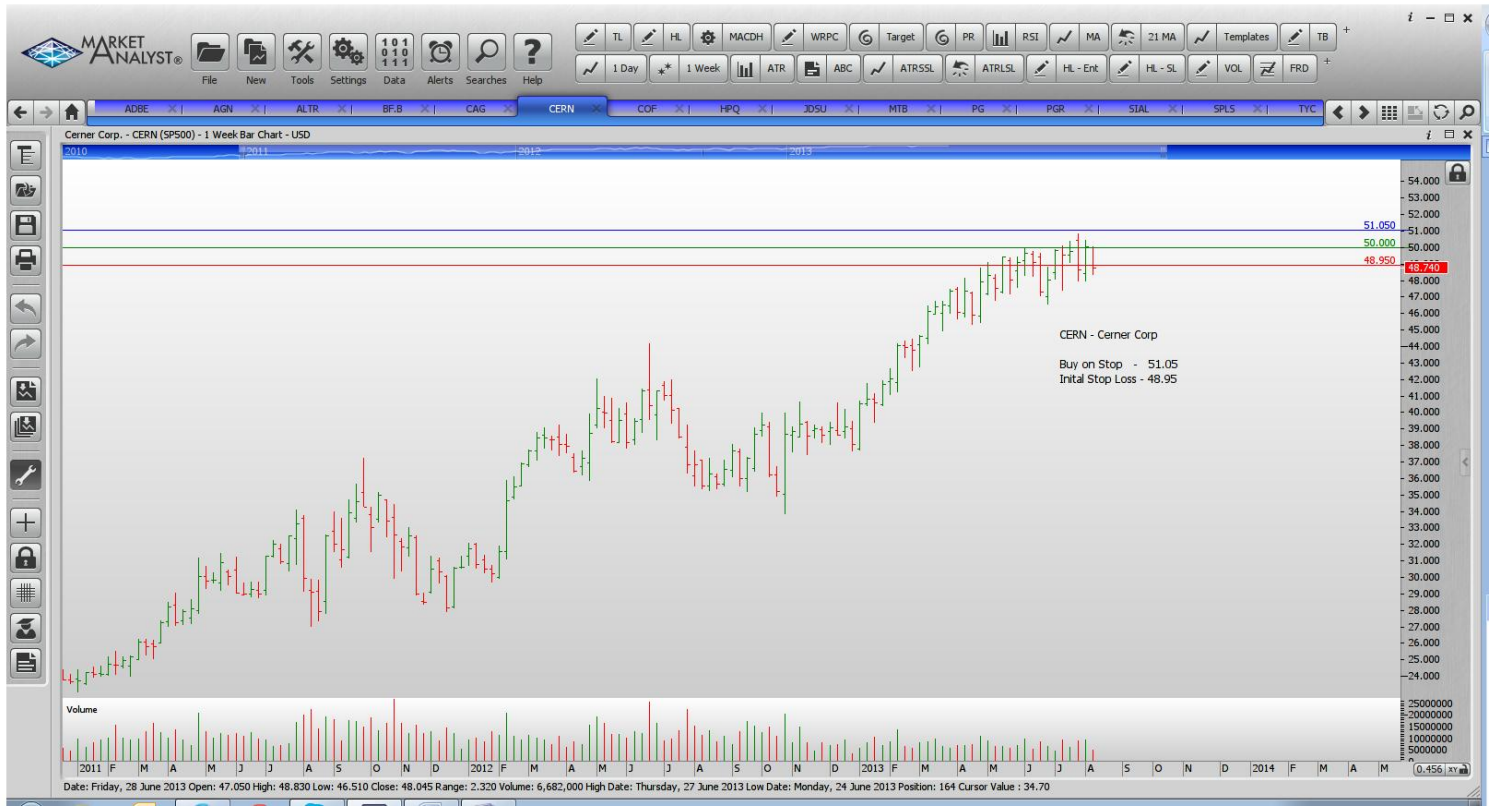 i
MARKET
ANALYST®
File New Tools Settings Data Alerts Searches Help
TL HL MACDH WRPC Target PR RSI MA 21 MA Templates TB +
1 Day 1 Week ATR ABC ATRSSL ATRLSL HL - Ent HL - SL VOL FRD +
ADBE AGN ALTR BF.B CAG CERN COF HPQ JDSU MTB PG PGR SIAL SPLS TYC
Cerner Corp. - CERN (SP500) - 1 Week Bar Chart - USD
2010 2011 2012 2013
54.000
53.000
52.000
51.050
51.000
50.000
50.000
48.950
48.740
48.000
47.000
46.000
45.000
44.000
43.000
42.000
41.000
40.000
39.000
38.000
37.000
36.000
35.000
34.000
33.000
32.000
31.000
30.000
29.000
28.000
27.000
26.000
25.000
24.000
CERN - Cerner Corp
Buy on Stop - 51.05
Inital Stop Loss - 48.95
Volume
25000000
20000000
15000000
10000000
5000000
2011 F M A M J J A S O N D 2012 F M A M J J A S O N D 2013 F M A M J J A S O N D 2014 F M A M
0.456 XY
Date: Friday, 28 June 2013 Open: 47.050 High: 48.830 Low: 46.510 Close: 48.045 Range: 2.320 Volume: 6,682,000 High Date: Thursday, 27 June 2013 Low Date: Monday, 24 June 2013 Position: 164 Cursor Value : 34.70